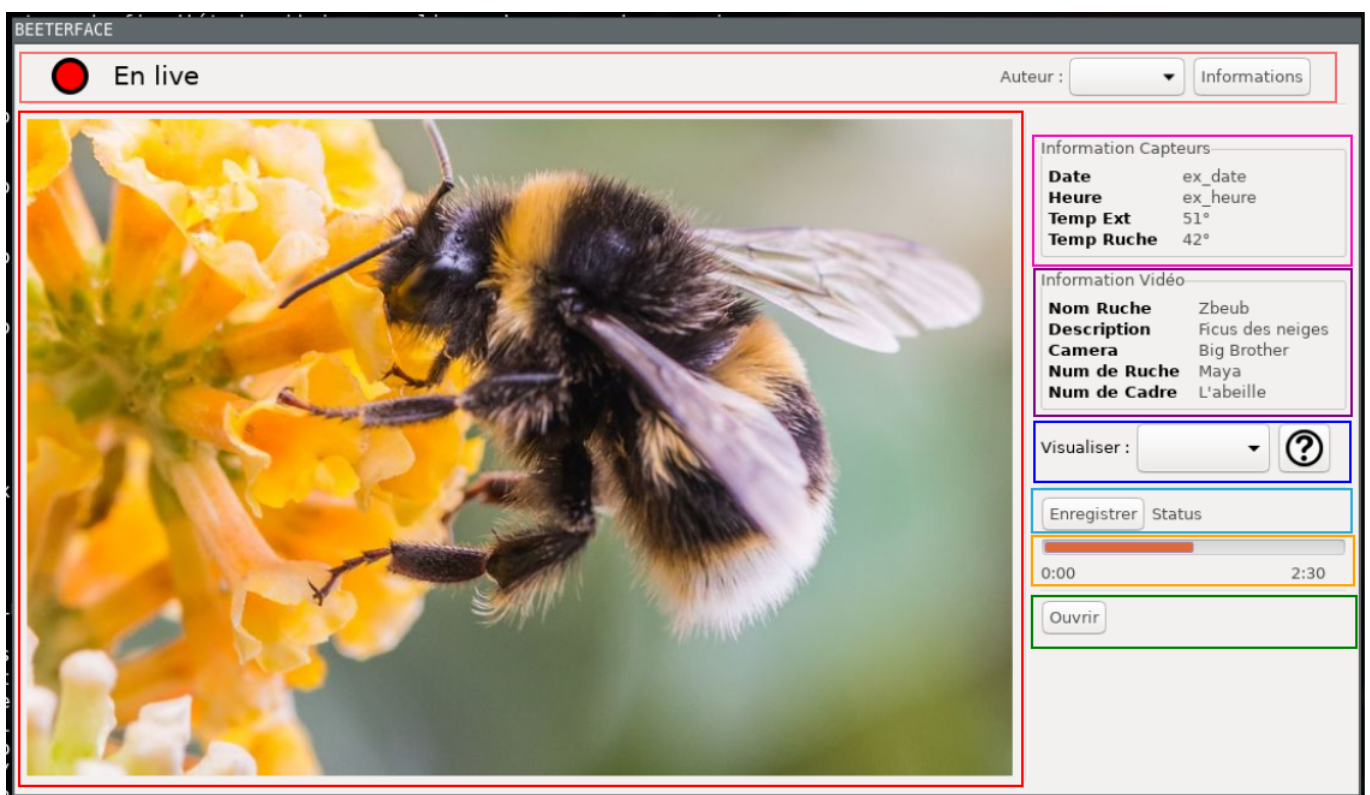 BEETERFACE
En live
Auteur :
Informations
Information Capteurs
Date ex_date
Heure ex_heure
Temp Ext 51°
Temp Ruche 42°
Information Vidéo
Nom Ruche Zbeub
Description Ficus des neiges
Camera Big Brother
Num de Ruche Maya
Num de Cadre L'abeille
Visualiser : ?
Enregistrer Status
0:00 2:30
Ouvrir